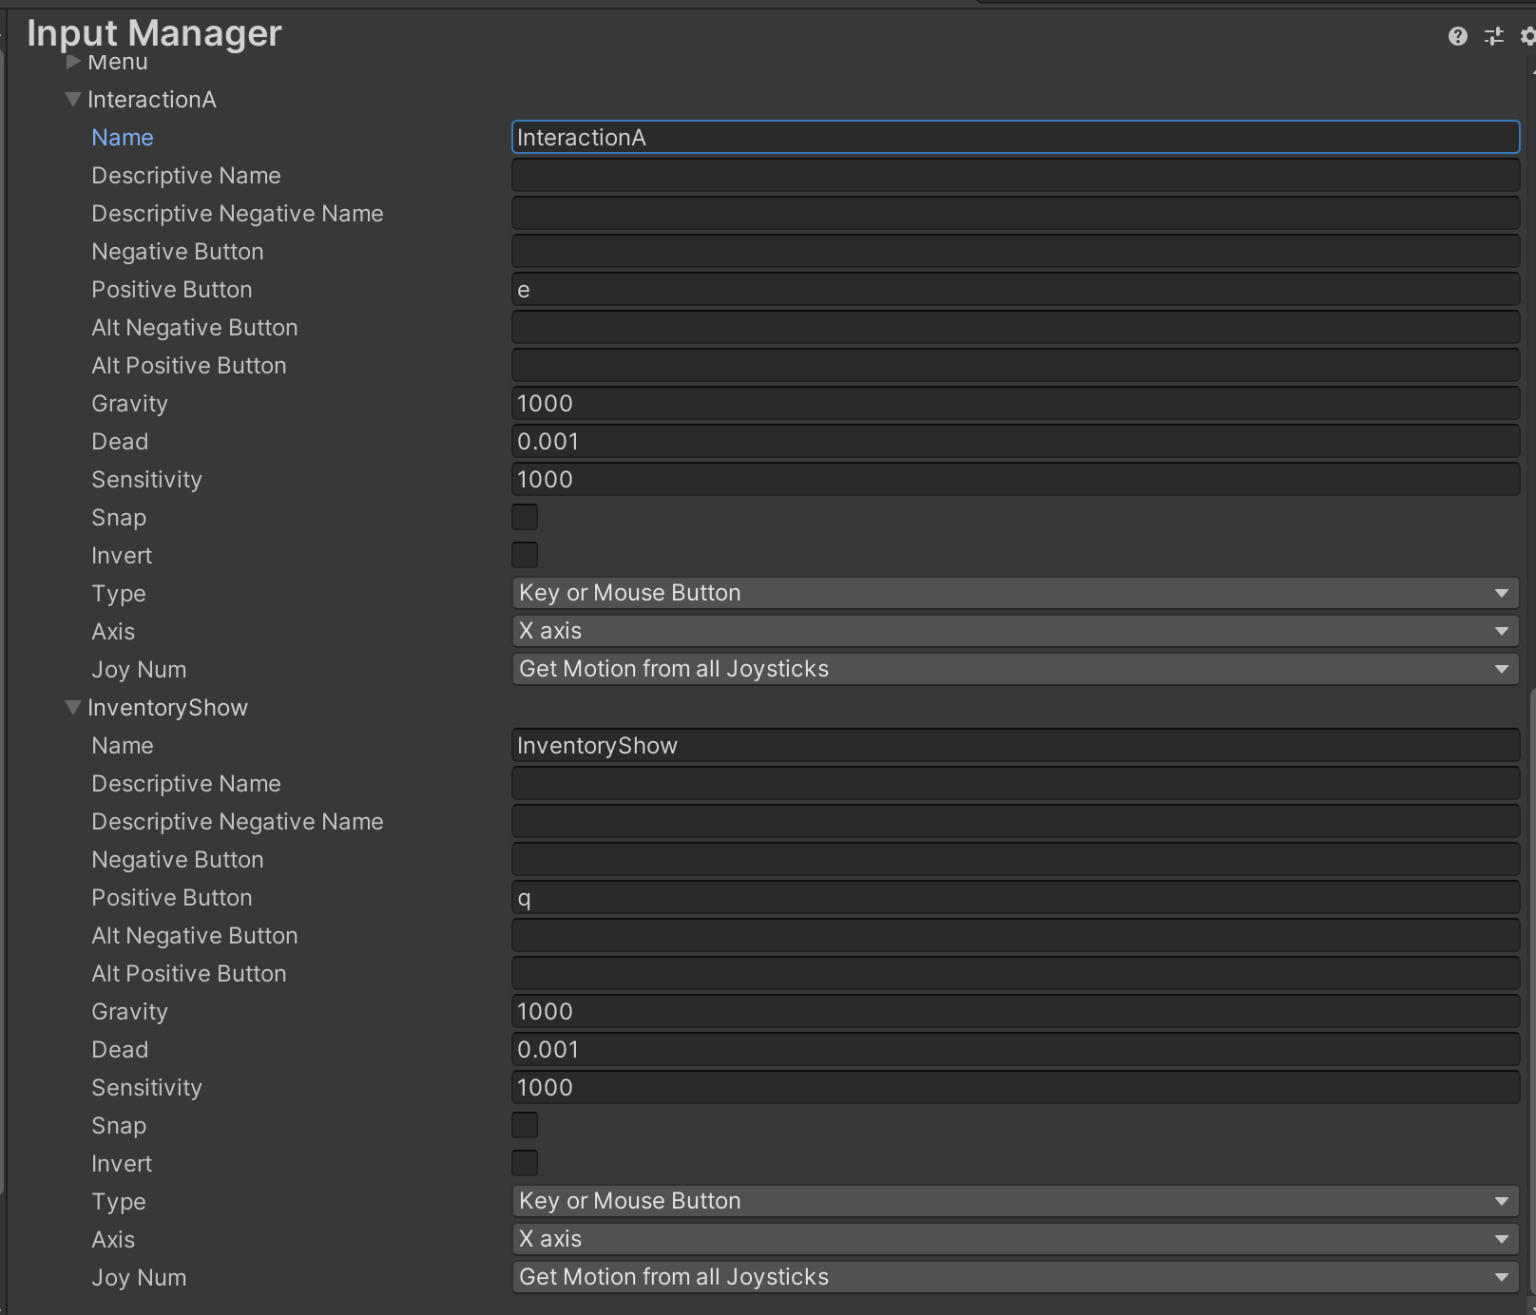 Input Manager
Menu
InteractionA
Name InteractionA
Descriptive Name
Descriptive Negative Name
Negative Button
Positive Button e
Alt Negative Button
Alt Positive Button
Gravity 1000
Dead 0.001
Sensitivity 1000
Snap
Invert
Type Key or Mouse Button
Axis X axis
Joy Num Get Motion from all Joysticks
InventoryShow
Name InventoryShow
Descriptive Name
Descriptive Negative Name
Negative Button
Positive Button q
Alt Negative Button
Alt Positive Button
Gravity 1000
Dead 0.001
Sensitivity 1000
Snap
Invert
Type Key or Mouse Button
Axis X axis
Joy Num Get Motion from all Joysticks